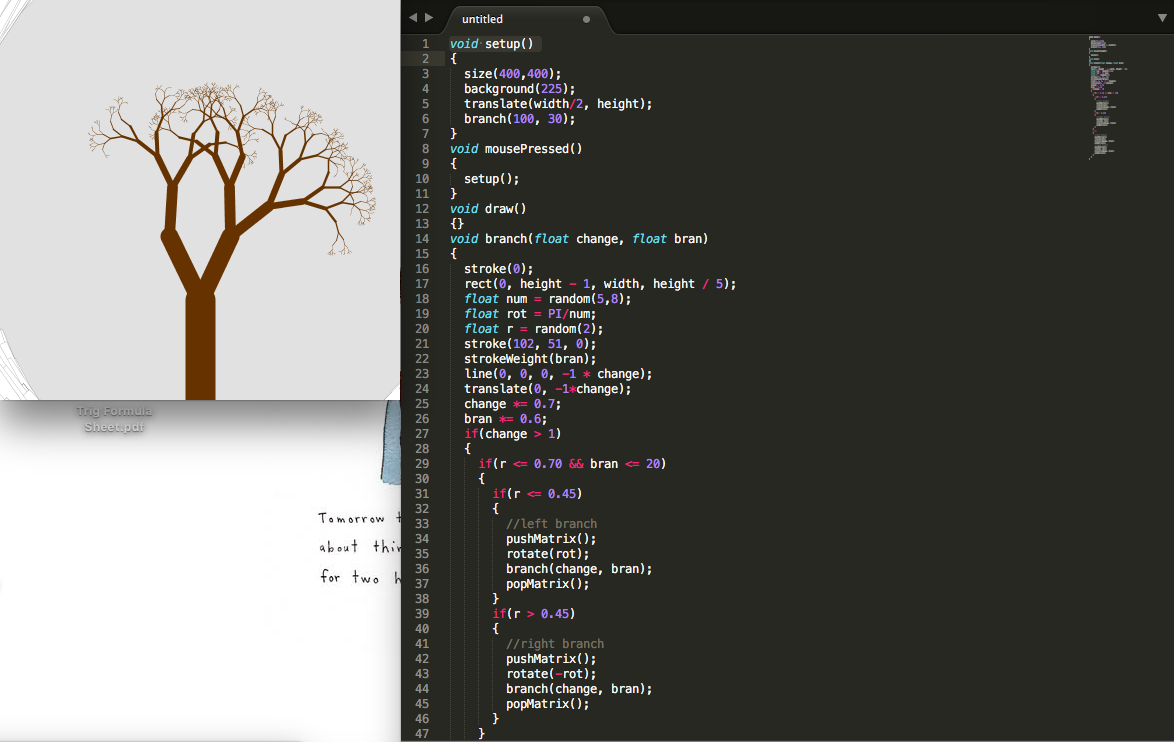 untitled
1 void setup()
2 {
3 size(400,400);
4 background(225);
5 translate(width/2, height);
6 branch(100, 30);
7 }
8 void mousePressed()
9 {
10 setup();
11 }
12 void draw()
13 {}
14 void branch(float change, float bran)
15 {
16 stroke(0);
17 rect(0, height - 1, width, height / 5);
18 float num = random(5,8);
19 float rot = PI/num;
20 float r = random(2);
21 stroke(102, 51, 0);
22 strokeWeight(bran);
23 line(0, 0, 0, -1 * change);
24 translate(0, -1*change);
25 change *= 0.7;
26 bran *= 0.6;
27 if(change > 1)
28 {
29 if(r <= 0.70 && bran <= 20)
30 {
31 if(r <= 0.45)
32 {
33 //left branch
34 pushMatrix();
35 rotate(rot);
36 branch(change, bran);
37 popMatrix();
38 }
39 if(r > 0.45)
40 {
41 //right branch
42 pushMatrix();
43 rotate(-rot);
44 branch(change, bran);
45 popMatrix();
46 }
47 }
Trig Formula
Sheet.pdf
Tomorrow
about
for two